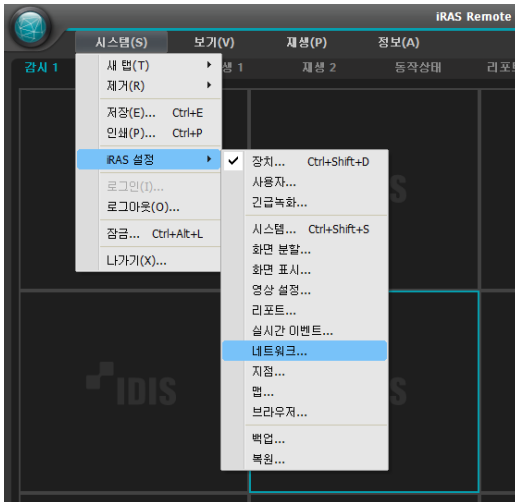 iRAS Remote
시스템(S) 보기(V) 재생(P) 정보(A)
감시 1 생 1 재생 2 동작상태 리포
새 탭(T)
제거(R)
저장(E)... Ctrl+E
인쇄(P)... Ctrl+P
iRAS 설정
로그인(I)...
로그아웃(O)...
잠금... Ctrl+Alt+L
나가기(X)...
장치... Ctrl+Shift+D
사용자...
긴급녹화...
시스템... Ctrl+Shift+S
화면 분할...
화면 표시...
영상 설정...
리포트...
실시간 이벤트...
네트워크...
지점...
맵...
브라우저...
백업...
복원...
IDIS
S
S